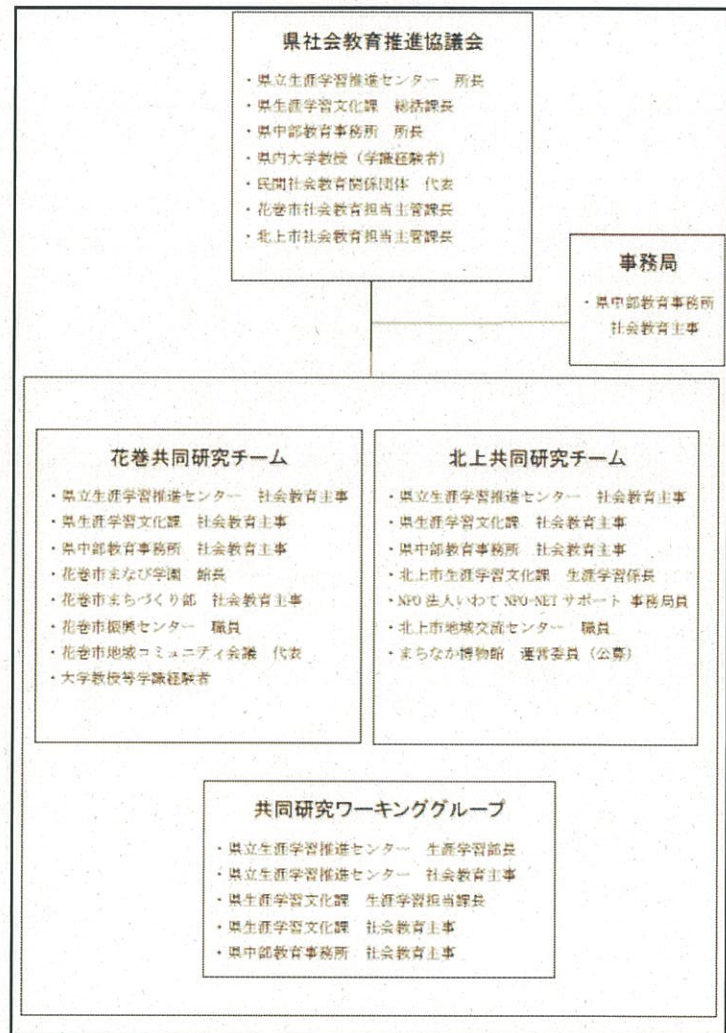 県社会教育推進協議会
・県立生涯学習推進センター 所長
・県生涯学習文化課 総括課長
・県中部教育事務所 所長
・県内大学教授（学識経験者）
・民間社会教育関係団体 代表
・花巻市社会教育担当主管課長
・北上市社会教育担当主管課長
事務局
・県中部教育事務所
社会教育主事
花巻共同研究チーム
・県立生涯学習推進センター 社会教育主事
・県生涯学習文化課 社会教育主事
・県中部教育事務所 社会教育主事
・花巻市まなび学園 館長
・花巻市まちづくり部 社会教育主事
・花巻市振興センター 職員
・花巻市地域コミュニティ会議 代表
・大学教授等学識経験者
北上共同研究チーム
・県立生涯学習推進センター 社会教育主事
・県生涯学習文化課 社会教育主事
・県中部教育事務所 社会教育主事
・北上市生涯学習文化課 生涯学習係長
・NPO法人いわてNPO-NETサポート 事務局員
・北上市地域交流センター 職員
・まちなか博物館 運営委員（公募）
共同研究ワーキンググループ
・県立生涯学習推進センター 生涯学習部長
・県立生涯学習推進センター 社会教育主事
・県生涯学習文化課 生涯学習担当課長
・県生涯学習文化課 社会教育主事
・県中部教育事務所 社会教育主事